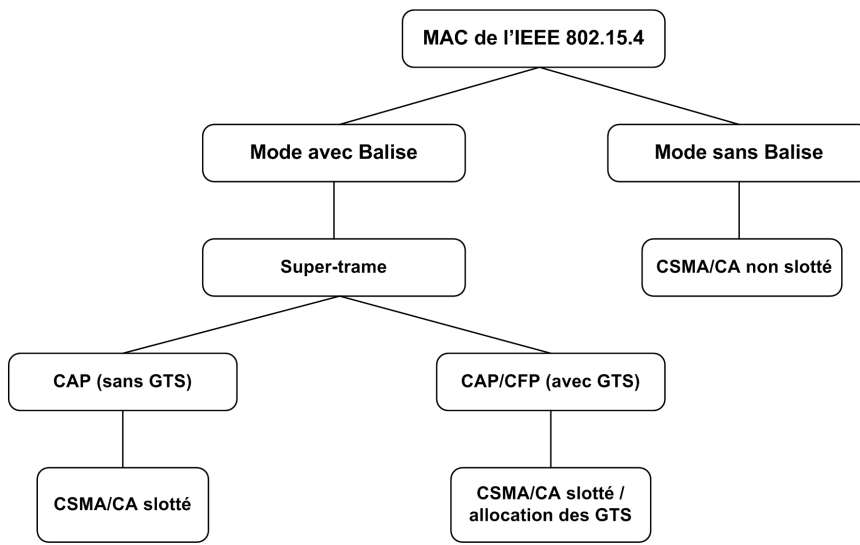 MAC de l'IEEE 802.15.4
Mode avec Balise
Mode sans Balise
Super-trame
CSMA/CA non slotté
CAP (sans GTS)
CAP/CFP (avec GTS)
CSMA/CA slotté
CSMA/CA slotté /
allocation des GTS